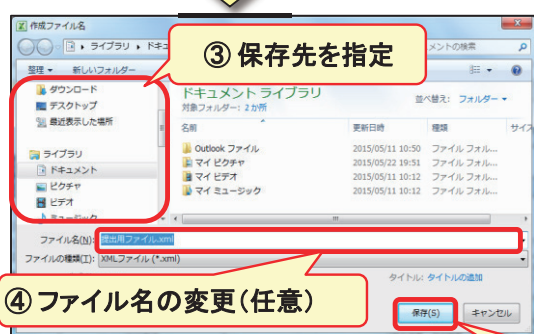 作成ファイル名
ライブラリ ▸ ドキュ
メントの検索
③ 保存先を指定
整理 ▼ 新しいフォルダー
ダウンロード
デスクトップ
最近表示した場所
ライブラリ
ドキュメント
ピクチャ
ビデオ
ミュージック
ドキュメント ライブラリ
対象フォルダー: 2 か所
並べ替え: フォルダー ▼
名前 更新日時 種類 サイズ
Outlook ファイル 2015/05/11 10:50 ファイル フォル...
マイ ピクチャ 2015/05/22 19:51 ファイル フォル...
マイ ビデオ 2015/05/11 10:12 ファイル フォル...
マイ ミュージック 2015/05/11 10:12 ファイル フォル...
ファイル名(N): 提出用ファイル.xml
ファイルの種類(T): XMLファイル (*.xml)
タイトル: タイトルの追加
④ ファイル名の変更(任意)
保存(S) キャンセル